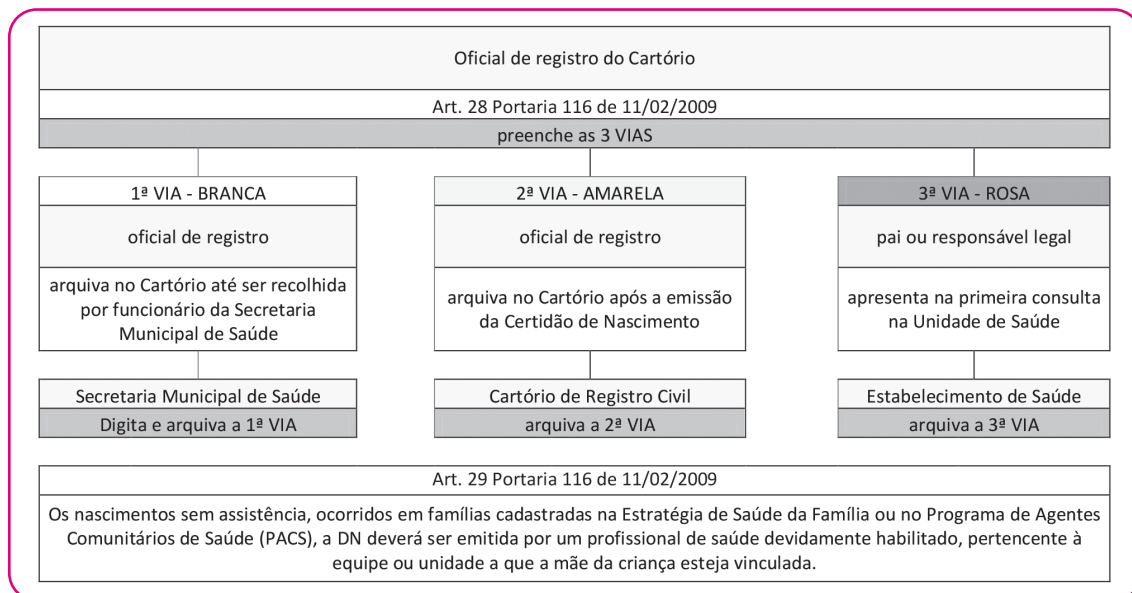 Oficial de registro do Cartório
Art. 28 Portaria 116 de 11/02/2009
preenche as 3 VIAS
1ª VIA - BRANCA
oficial de registro
arquiva no Cartório até ser recolhida
por funcionário da Secretaria
Municipal de Saúde
Secretaria Municipal de Saúde
Digita e arquiva a 1ª VIA
2ª VIA - AMARELA
oficial de registro
arquiva no Cartório após a emissão
da Certidão de Nascimento
Cartório de Registro Civil
arquiva a 2ª VIA
3ª VIA - ROSA
pai ou responsável legal
apresenta na primeira consulta
na Unidade de Saúde
Estabelecimento de Saúde
arquiva a 3ª VIA
Art. 29 Portaria 116 de 11/02/2009
Os nascimentos sem assistência, ocorridos em famílias cadastradas na Estratégia de Saúde da Família ou no Programa de Agentes
Comunitários de Saúde (PACS), a DN deverá ser emitida por um profissional de saúde devidamente habilitado, pertencente à
equipe ou unidade a que a mãe da criança esteja vinculada.